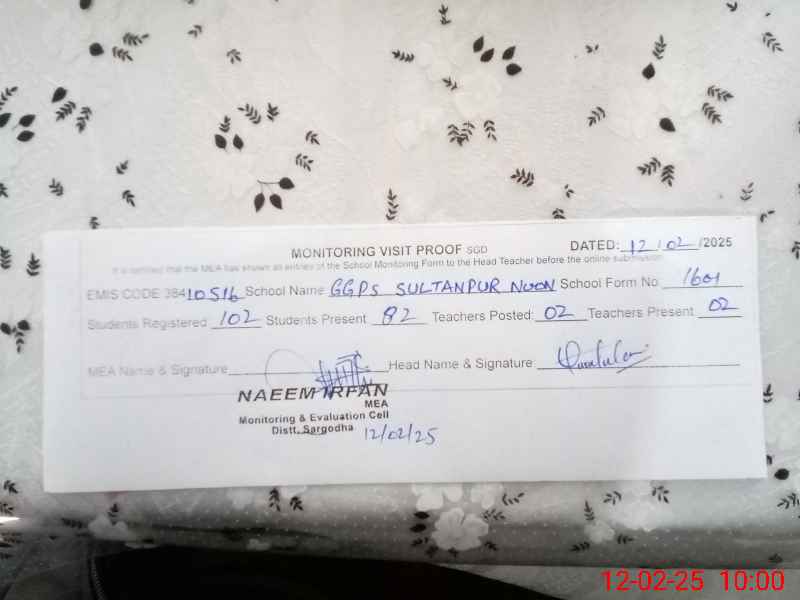 MONITORING VISIT PROOF SGD DATED: 12/02/2025
It is certified that the MEA has shown all entries of the School Monitoring Form to the Head Teacher before the online submission.
EMIS CODE 38410516 School Name GGPS SULTANPUR NOON School Form No. 1601
Students Registered 102 Students Present 82 Teachers Posted: 02 Teachers Present 02
MEA Name & Signature Head Name & Signature
NAEEM IRFAN
MEA
Monitoring & Evaluation Cell
Distt. Sargodha 12/02/25
12-02-25 10:00